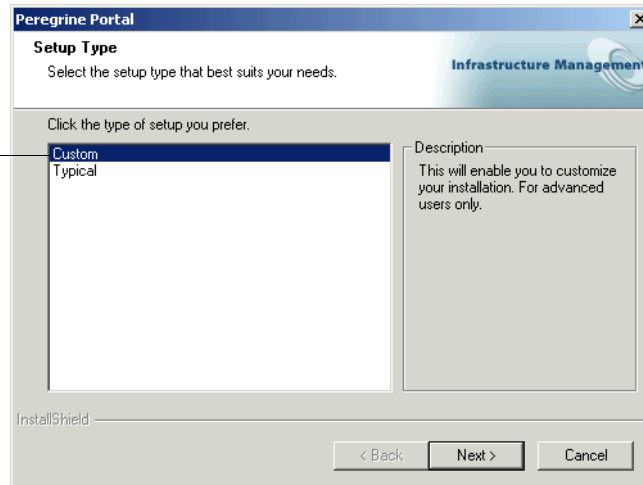 Peregrine Portal
Setup Type
Select the setup type that best suits your needs.
Infrastructure Management
Click the type of setup you prefer.
Custom
Typical
Description
This will enable you to customize
your installation. For advanced
users only.
InstallShield
< Back
Next >
Cancel